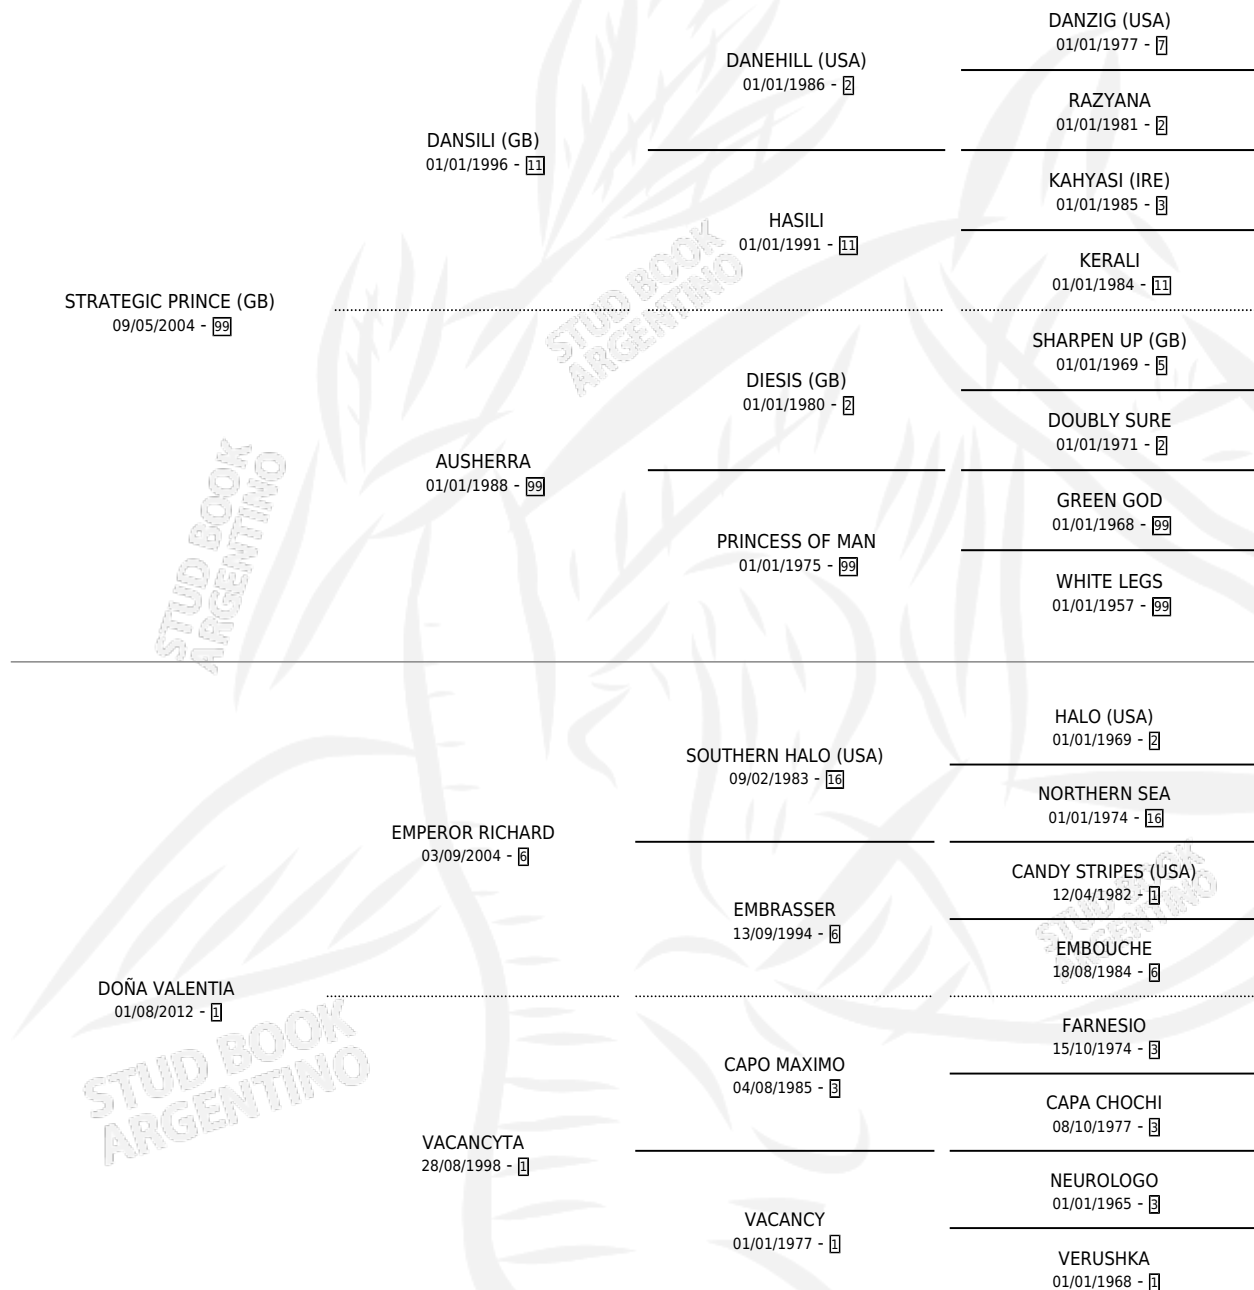 DANZIG (USA)
01/01/1977 - 7
DANEHILL (USA)
01/01/1986 - 2
RAZYANA
01/01/1981 - 2
DANSILI (GB)
01/01/1996 - 11
KAHYASI (IRE)
01/01/1985 - 3
HASILI
01/01/1991 - 11
KERALI
01/01/1984 - 11
STRATEGIC PRINCE (GB)
09/05/2004 - 99
STUD BOOK
ARGENTINO
SHARPEN UP (GB)
01/01/1969 - 5
DIESIS (GB)
01/01/1980 - 2
DOUBLY SURE
01/01/1971 - 2
AUSHERRA
01/01/1988 - 99
GREEN GOD
01/01/1968 - 99
PRINCESS OF MAN
01/01/1975 - 99
WHITE LEGS
01/01/1957 - 99
STUD BOOK
ARGENTINO
HALO (USA)
01/01/1969 - 2
SOUTHERN HALO (USA)
09/02/1983 - 16
NORTHERN SEA
01/01/1974 - 16
EMPEROR RICHARD
03/09/2004 - 6
CANDY STRIPES (USA)
12/04/1982 - 1
STUD BOOK
ARGENTINO
EMBRASSER
13/09/1994 - 6
EMBOUCHE
18/08/1984 - 6
DOÑA VALENTIA
01/08/2012 - 1
STUD BOOK
ARGENTINO
FARNESIO
15/10/1974 - 3
CAPO MAXIMO
04/08/1985 - 3
CAPA CHOCHI
08/10/1977 - 3
VACANCYTA
28/08/1998 - 1
NEUROLOGO
01/01/1965 - 3
VACANCY
01/01/1977 - 1
VERUSHKA
01/01/1968 - 1